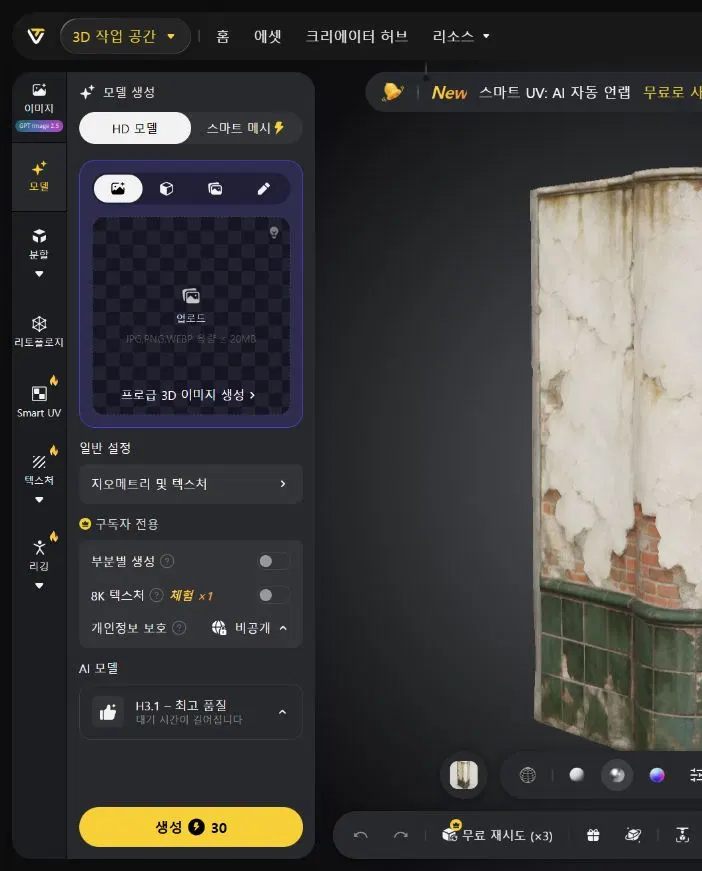 3D 작업 공간
홈
에셋
크리에이터 허브
리소스
이미지
GPT Image 2.5
모델
분할
리토폴로지
Smart UV
텍스처
리깅
모델 생성
HD 모델
스마트 메시
업로드
JPG,PNG,WEBP 용량 ≤ 20MB
프로급 3D 이미지 생성
일반 설정
지오메트리 및 텍스처
구독자 전용
부분별 생성
8K 텍스처 체험 ×1
개인정보 보호 비공개
AI 모델
H3.1 – 최고 품질
대기 시간이 길어집니다
생성 30
New 스마트 UV: AI 자동 언랩 무료로
무료 재시도 (×3)